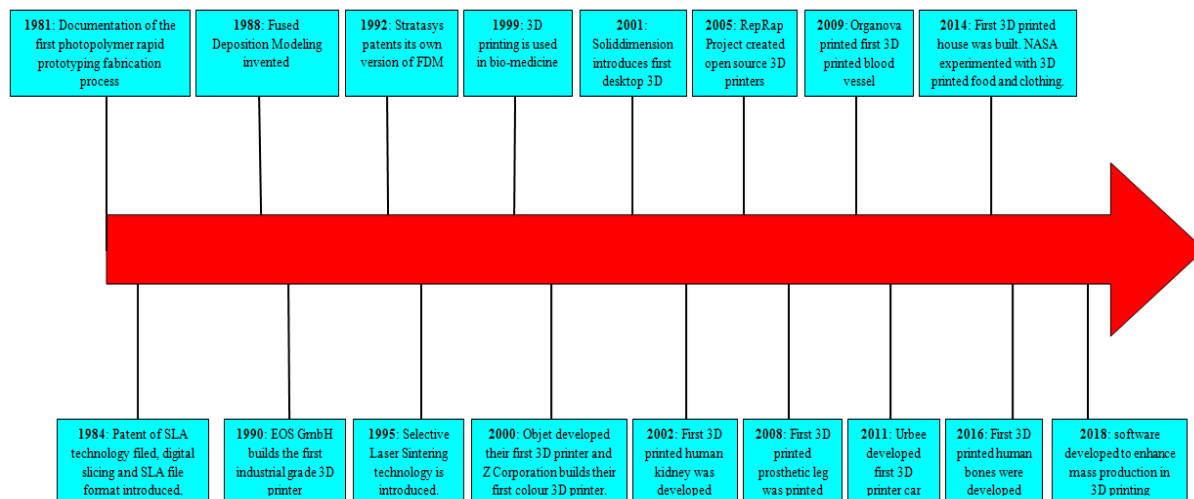 1981: Documentation of the
first photopolymer rapid
prototyping fabrication
process
1988: Fused
Deposition Modeling
invented
1992: Stratasys
patents its own
version of FDM
1999: 3D
printing is used
in bio-medicine
2001:
Soliddimension
introduces first
desktop 3D
2005: RepRap
Project created
open source 3D
printers
2009: Organova
printed first 3D
printed blood
vessel
2014: First 3D printed
house was built. NASA
experimented with 3D
printed food and clothing.
1984: Patent of SLA
technology filed, digital
slicing and SLA file
format introduced.
1990: EOS GmbH
builds the first
industrial grade 3D
printer
1995: Selective
Laser Sintering
technology is
introduced.
2000: Objet developed
their first 3D printer and
Z Corporation builds their
first colour 3D printer.
2002: First 3D
printed human
kidney was
developed
2008: First 3D
printed
prosthetic leg
was printed
2011: Urbee
developed
first 3D
printer car
2016: First 3D
printed human
bones were
developed
2018: software
developed to enhance
mass production in
3D printing